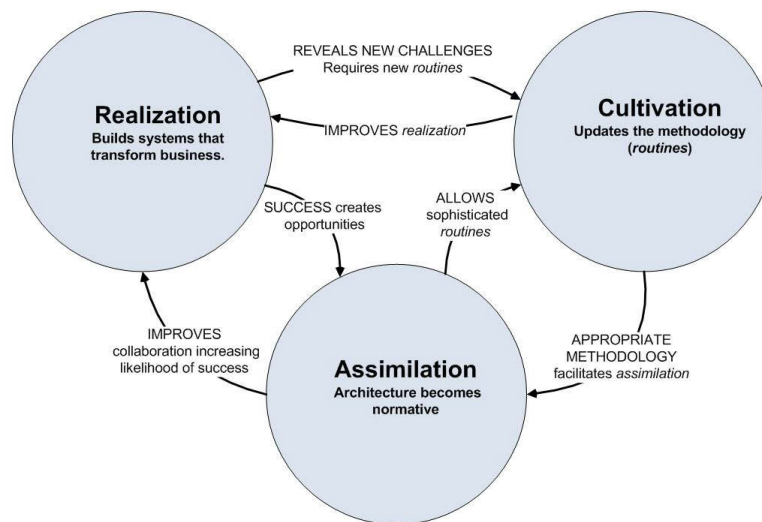 REVEALS NEW CHALLENGES
Requires new routines
Realization
Builds systems that
transform business.
Cultivation
Updates the methodology
(routines)
IMPROVES realization
SUCCESS creates
opportunities
ALLOWS
sophisticated
routines
IMPROVES
collaboration increasing
likelihood of success
APPROPRIATE
METHODOLOGY
facilitates assimilation
Assimilation
Architecture becomes
normative